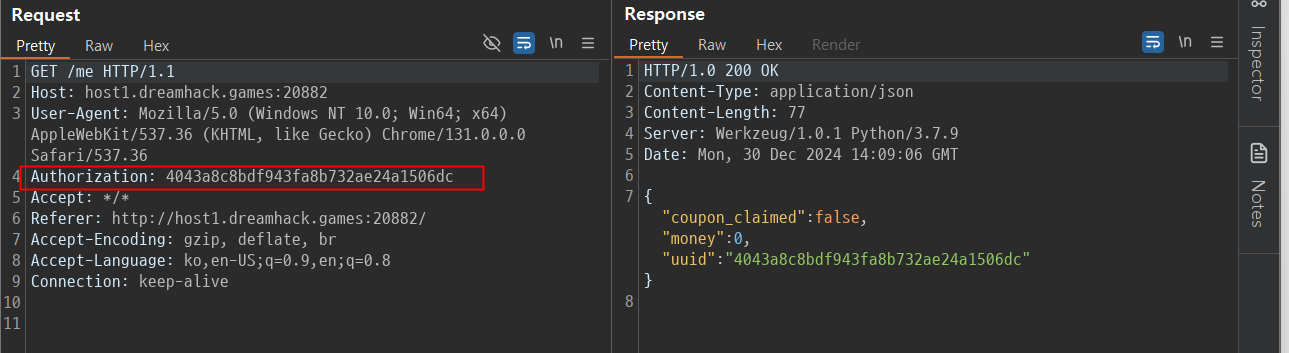 Request
Pretty Raw Hex \n
1 GET /me HTTP/1.1
2 Host: host1.dreamhack.games:20882
3 User-Agent: Mozilla/5.0 (Windows NT 10.0; Win64; x64)
AppleWebKit/537.36 (KHTML, like Gecko) Chrome/131.0.0.0
Safari/537.36
4 Authorization: 4043a8c8bdf943fa8b732ae24a1506dc
5 Accept: */*
6 Referer: http://host1.dreamhack.games:20882/
7 Accept-Encoding: gzip, deflate, br
8 Accept-Language: ko,en-US;q=0.9,en;q=0.8
9 Connection: keep-alive
10
11
Response
Pretty Raw Hex Render \n
1 HTTP/1.0 200 OK
2 Content-Type: application/json
3 Content-Length: 77
4 Server: Werkzeug/1.0.1 Python/3.7.9
5 Date: Mon, 30 Dec 2024 14:09:06 GMT
6
7 {
"coupon_claimed":false,
"money":0,
"uuid":"4043a8c8bdf943fa8b732ae24a1506dc"
}
8
Inspector
Notes